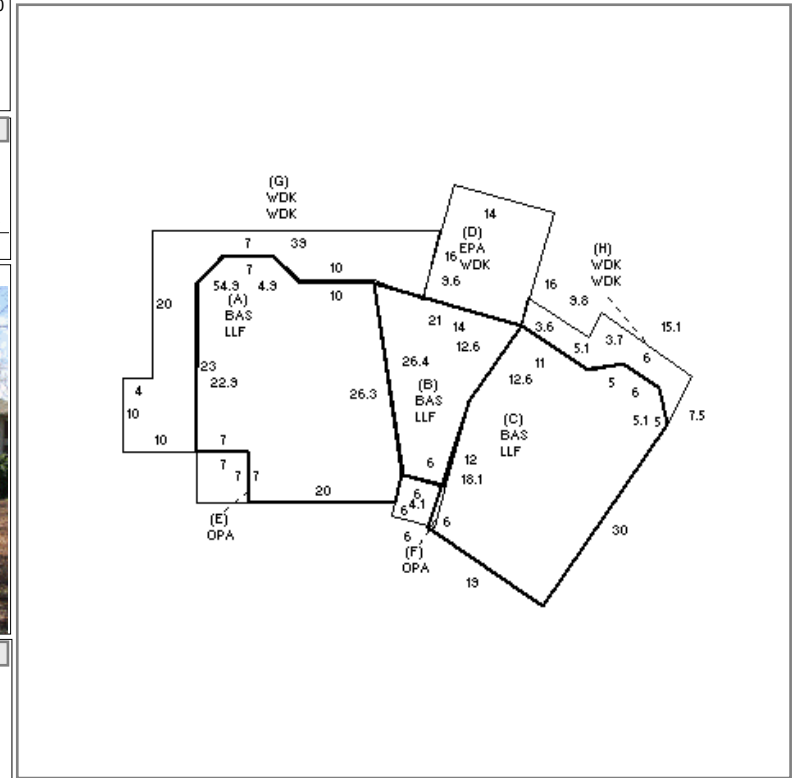 (G)
WDK
WDK
14
(D)
EPA
WDK
16
9.6
(H)
WDK
WDK
7
39
7
10
10
54.9
4.9
(A)
BAS
LLF
20
16
9.8
15.1
3.6
5.1
3.7
6
21
14
12.6
11
12.6
5
6
5.1
5
7.5
23
22.9
26.3
26.4
(B)
BAS
LLF
(C)
BAS
LLF
4
10
10
7
7
7
7
20
6
12
18.1
6
4.1
6
6
6
(E)
OPA
(F)
OPA
19
30